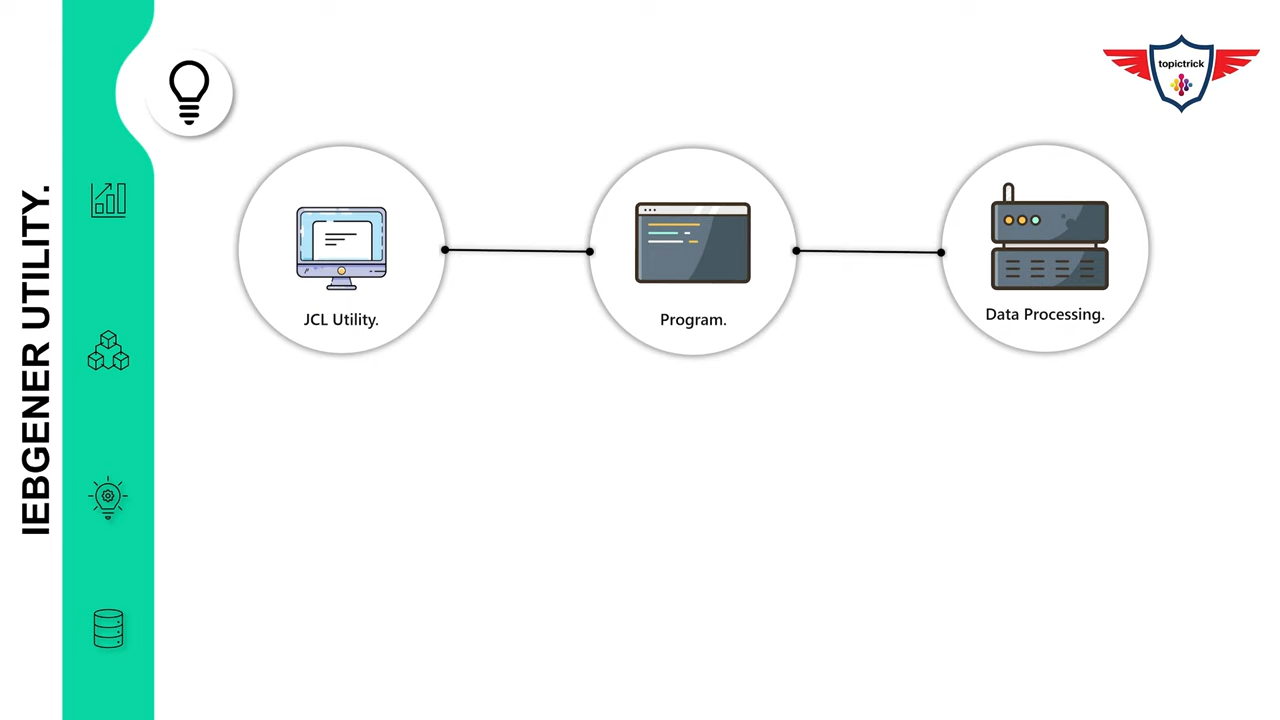 IEBGENER UTILITY.
topictrick
JCL Utility.
Program.
Data Processing.